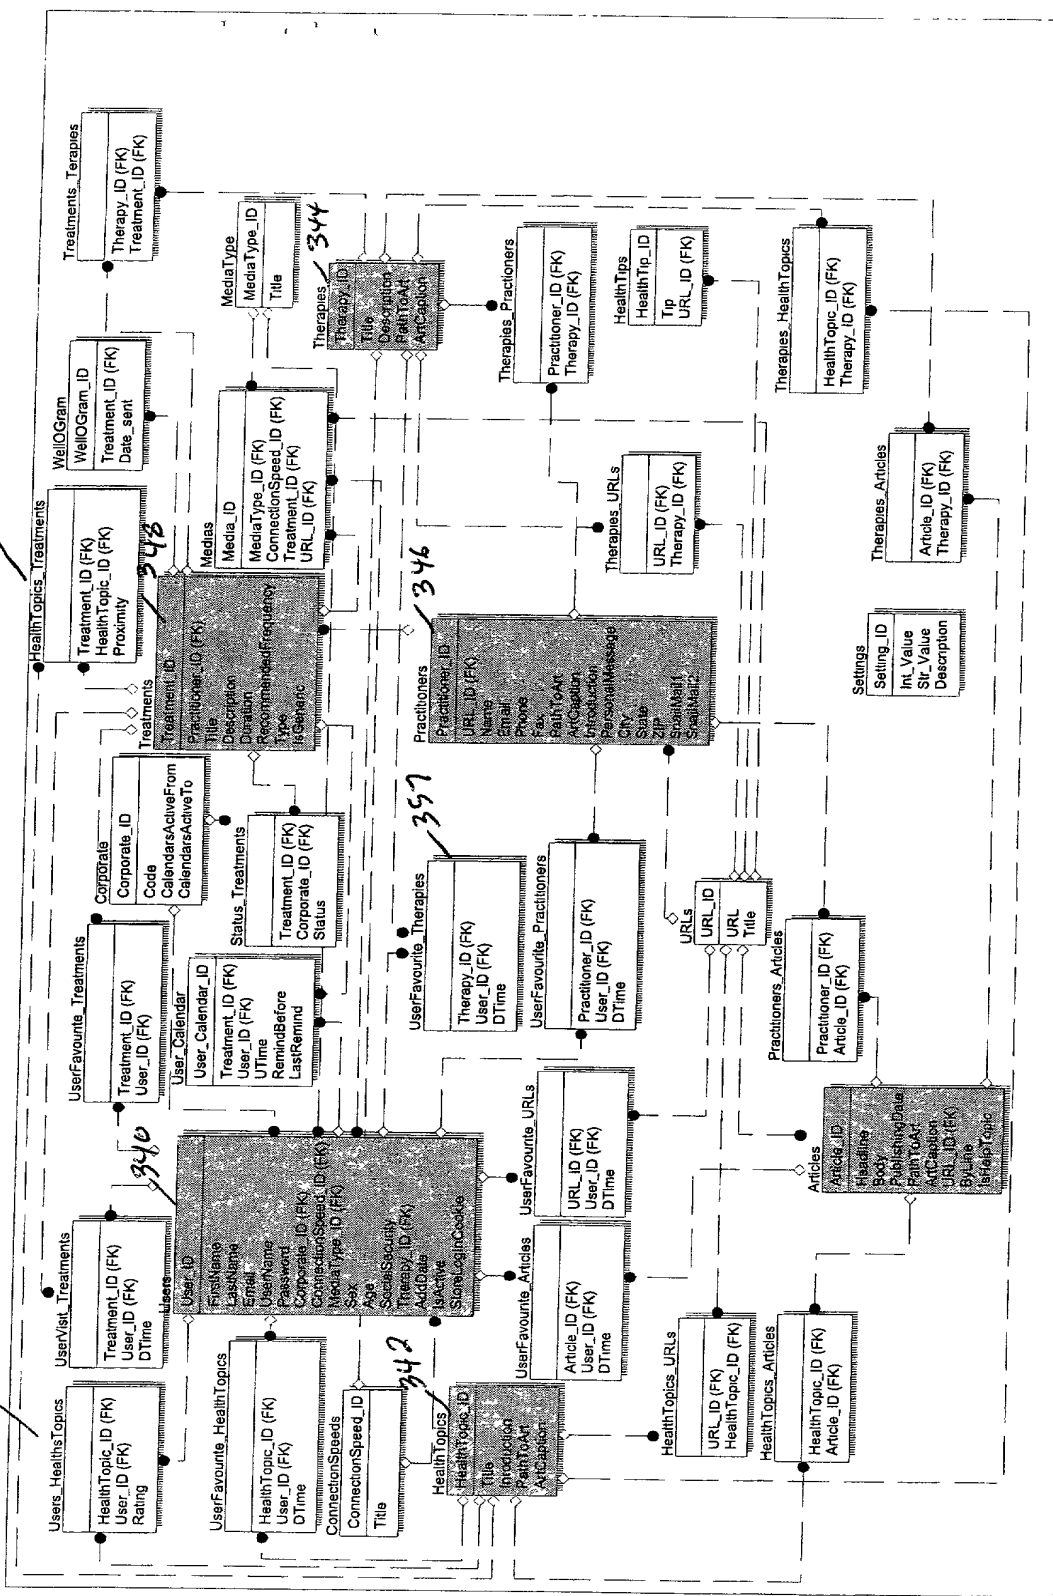 Users_HealthsTopics
HealthTopic_ID (FK)
User_ID (FK)
Rating
UserVisit_Treatments
Treatment_ID (FK)
User_ID (FK)
DTime
UserFavourite_Treatments
Treatment_ID (FK)
User_ID (FK)
Corporate
Corporate_ID
Code
CalendarsActiveFrom
CalendarsActiveTo
HealthTopics_Treatments
Treatment_ID (FK)
HealthTopic_ID (FK)
Proximity
WellOGram
WellOGram_ID
Treatment_ID (FK)
Date_sent
Treatments_Terapies
Therapy_ID (FK)
Treatment_ID (FK)
UserFavourite_HealthTopics
HealthTopic_ID (FK)
User_ID (FK)
DTime
340
Users
User_ID
FirstName
LastName
Email
UserName
Password
Corporate_ID (FK)
ConnectionSpeed_ID (FK)
MediaType_ID (FK)
Sex
Age
SocialSecurity
Therapy_ID (FK)
AddDate
IsActive
StoreLogInCookie
User_Calendar
User_Calendar_ID
Treatment_ID (FK)
User_ID (FK)
UTime
RemindBefore
LastRemind
Status_Treatments
Treatment_ID (FK)
Corporate_ID (FK)
Status
348
Treatments
Treatment_ID
Practitioner_ID (FK)
Title
Description
Duration
RecomendedFrequency
Type
IsGeneric
Medias
Media_ID
MediaType_ID (FK)
ConnectionSpeed_ID (FK)
Treatment_ID (FK)
URL_ID (FK)
MediaType
MediaType_ID
Title
ConnectionSpeeds
ConnectionSpeed_ID
Title
344
Therapies
Therapy_ID
Title
Description
PathToArt
ArtCaption
342
HealthTopics
HealthTopic_ID
Title
Introduction
PathToArt
ArtCaption
357
UserFavourite_Therapies
Therapy_ID (FK)
User_ID (FK)
DTime
346
Practitioners
Practitioner_ID
URL_ID (FK)
Name
Email
Phone
Fax
PathToArt
ArtCaption
Introduction
PersonalMessage
City
State
ZIP
SnailMail1
SnailMail2
Therapies_Practioners
Practitioner_ID (FK)
Therapy_ID (FK)
UserFavourite_Articles
Article_ID (FK)
User_ID (FK)
DTime
UserFavourite_URLs
URL_ID (FK)
User_ID (FK)
DTime
UserFavourite_Practitioners
Practitioner_ID (FK)
User_ID (FK)
DTime
Therapies_URLs
URL_ID (FK)
Therapy_ID (FK)
HealthTips
HealthTip_ID
Tip
URL_ID (FK)
HealthTopics_URLs
URL_ID (FK)
HealthTopic_ID (FK)
URLs
URL_ID
URL
Title
HealthTopics_Articles
HealthTopic_ID (FK)
Article_ID (FK)
Articles
Article_ID
Headline
Body
PublishingDate
PathToArt
ArtCaption
URL_ID (FK)
ByLine
IsHelpTopic
Practitioners_Articles
Practitioner_ID (FK)
Article_ID (FK)
Settings
Setting_ID
Int_Value
Str_Value
Description
Therapies_Articles
Article_ID (FK)
Therapy_ID (FK)
Therapies_HealthTopics
HealthTopic_ID (FK)
Therapy_ID (FK)